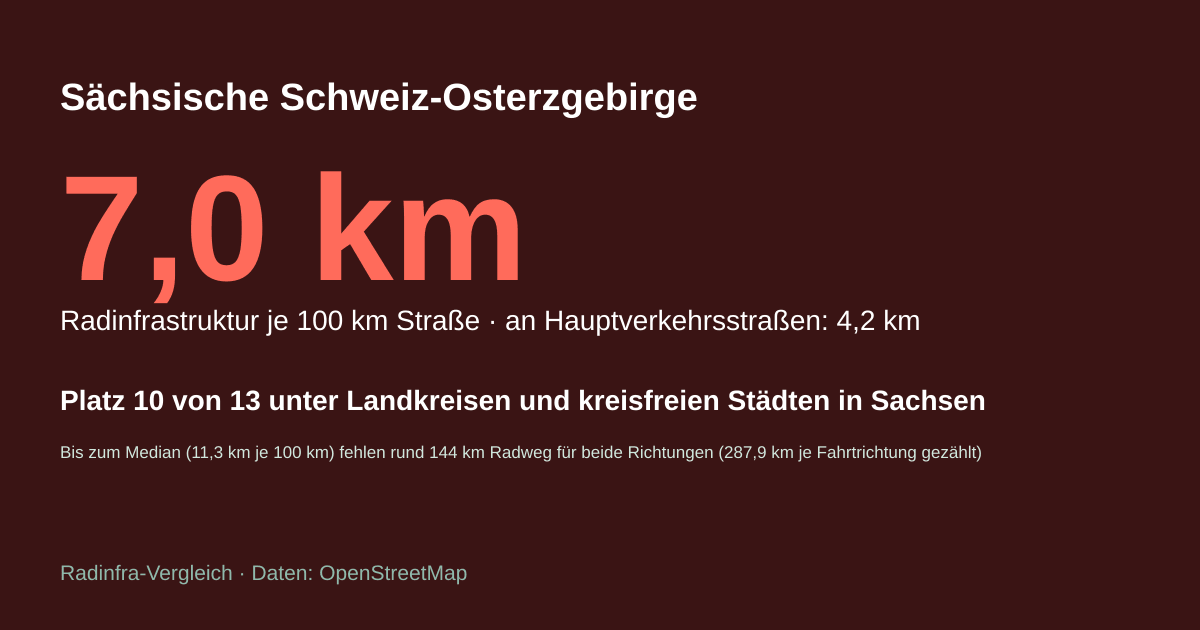 Sächsische Schweiz-Osterzgebirge
7,0 km
Radinfrastruktur je 100 km Straße · an Hauptverkehrsstraßen: 4,2 km
Platz 10 von 13 unter Landkreisen und kreisfreien Städten in Sachsen
Bis zum Median (11,3 km je 100 km) fehlen rund 144 km Radweg für beide Richtungen (287,9 km je Fahrtrichtung gezählt)
Radinfra-Vergleich · Daten: OpenStreetMap